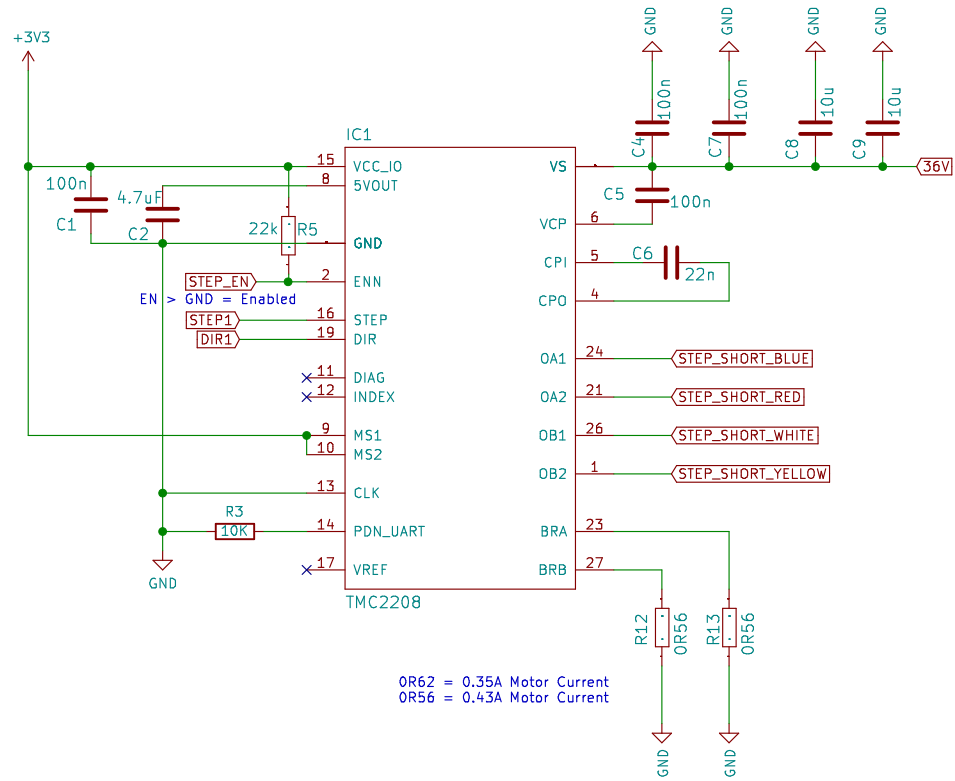 +3V3
GND
GND
GND
GND
100n
100n
10u
10u
C4
C7
C8
C9
IC1
15
VCC_IO
VS
36V
8
5VOUT
100n
4.7uF
C1
C2
C5
100n
6
VCP
22k
R5
GND
5
CPI
C6
22n
STEP_EN
2
ENN
EN > GND = Enabled
4
CPO
STEP1
16
STEP
DIR1
19
DIR
24
OA1
STEP_SHORT_BLUE
11
DIAG
12
INDEX
21
OA2
STEP_SHORT_RED
9
MS1
26
OB1
STEP_SHORT_WHITE
10
MS2
1
OB2
STEP_SHORT_YELLOW
13
CLK
R3
10K
14
PDN_UART
23
BRA
GND
17
VREF
27
BRB
TMC2208
R12
0R56
R13
0R56
0R62 = 0.35A Motor Current
0R56 = 0.43A Motor Current
GND
GND